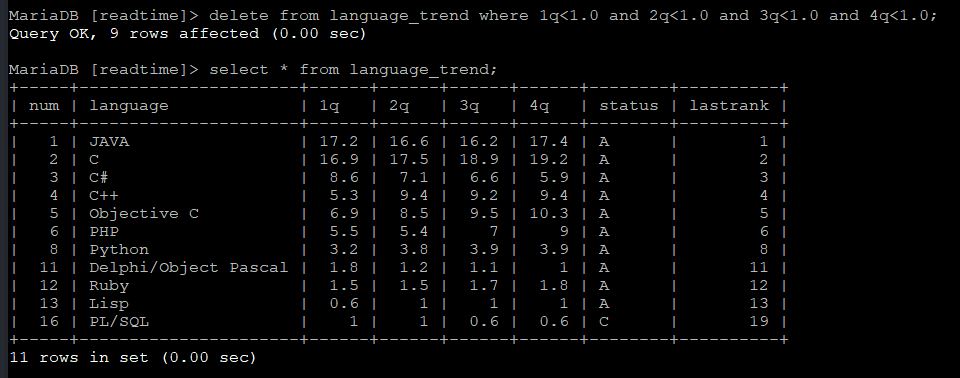 MariaDB [readtime]> delete from language_trend where 1q<1.0 and 2q<1.0 and 3q<1.0 and 4q<1.0;
Query OK, 9 rows affected (0.00 sec)
MariaDB [readtime]> select * from language_trend;
+-----+----------------------+------+------+------+------+--------+----------+
| num | language             | 1q   | 2q   | 3q   | 4q   | status | lastrank |
+-----+----------------------+------+------+------+------+--------+----------+
|   1 | JAVA                 | 17.2 | 16.6 | 16.2 | 17.4 | A      |        1 |
|   2 | C                    | 16.9 | 17.5 | 18.9 | 19.2 | A      |        2 |
|   3 | C#                   |  8.6 |  7.1 |  6.6 |  5.9 | A      |        3 |
|   4 | C++                  |  5.3 |  9.4 |  9.2 |  9.4 | A      |        4 |
|   5 | Objective C          |  6.9 |  8.5 |  9.5 | 10.3 | A      |        5 |
|   6 | PHP                  |  5.5 |  5.4 |    7 |    9 | A      |        6 |
|   8 | Python               |  3.2 |  3.8 |  3.9 |  3.9 | A      |        8 |
|  11 | Delphi/Object Pascal |  1.8 |  1.2 |  1.1 |    1 | A      |       11 |
|  12 | Ruby                 |  1.5 |  1.5 |  1.7 |  1.8 | A      |       12 |
|  13 | Lisp                 |  0.6 |    1 |    1 |    1 | A      |       13 |
|  16 | PL/SQL               |    1 |    1 |  0.6 |  0.6 | C      |       19 |
+-----+----------------------+------+------+------+------+--------+----------+
11 rows in set (0.00 sec)